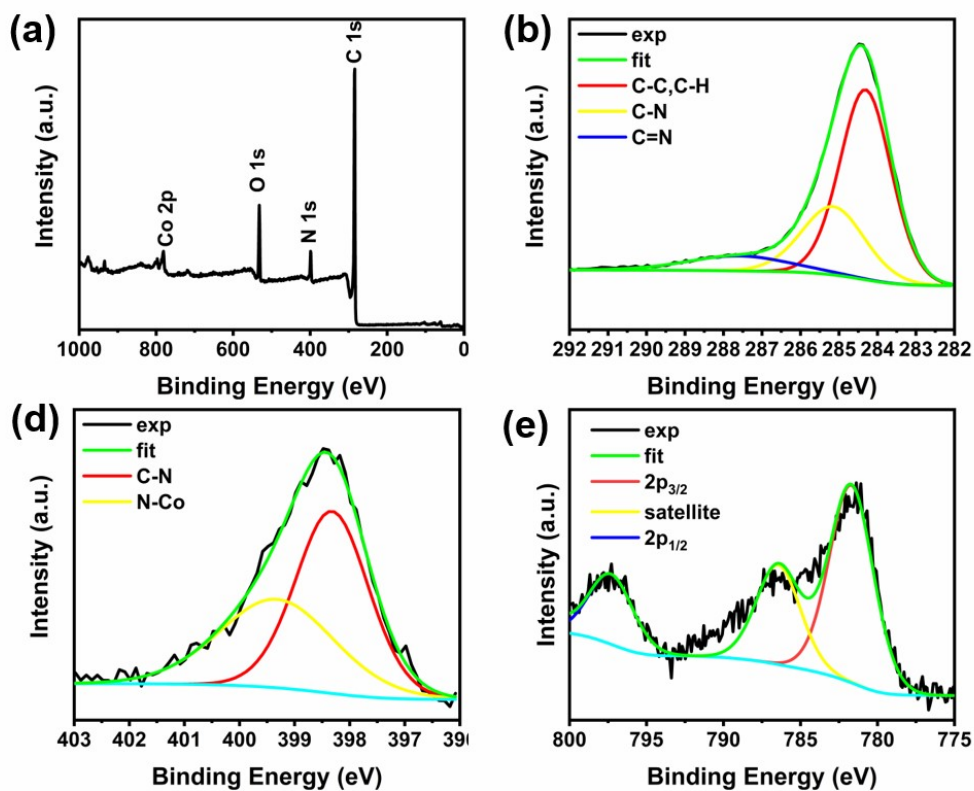 (a)
Intensity (a.u.)
Co 2p
O 1s
N 1s
C 1s
1000 800 600 400 200 0
Binding Energy (eV)
(b)
Intensity (a.u.)
exp
fit
C-C,C-H
C-N
C=N
292 291 290 289 288 287 286 285 284 283 282
Binding Energy (eV)
(d)
Intensity (a.u.)
exp
fit
C-N
N-Co
403 402 401 400 399 398 397
Binding Energy (eV)
(e)
Intensity (a.u.)
exp
fit
2p3/2
satellite
2p1/2
800 795 790 785 780 775
Binding Energy (eV)